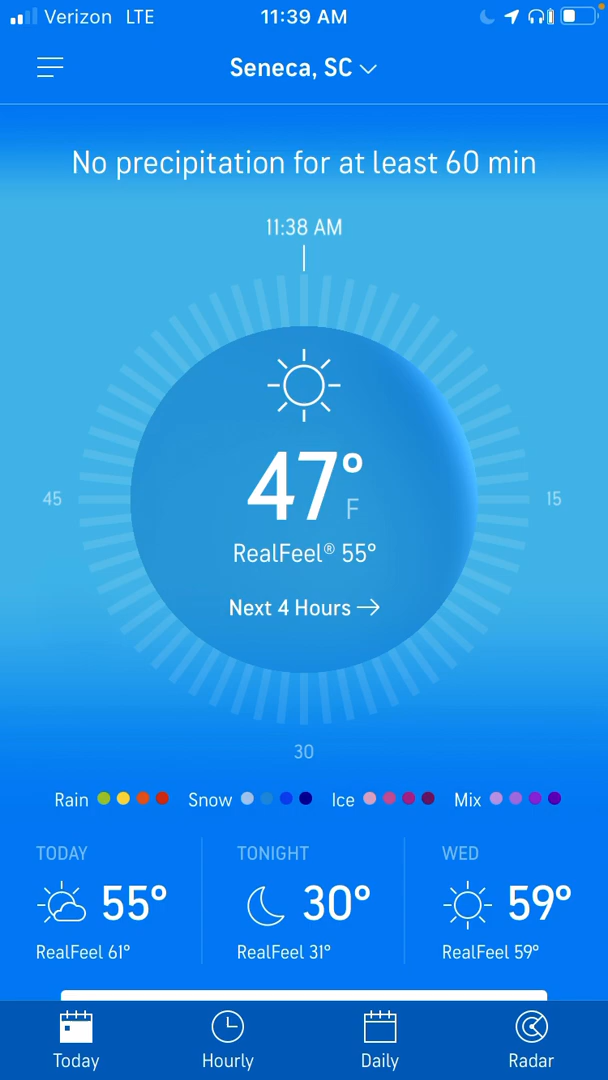 Verizon LTE 11:39 AM
Seneca, SC
No precipitation for at least 60 min
11:38 AM
45
15
47°
F
RealFeel® 55°
Next 4 Hours →
30
Rain Snow Ice Mix
TODAY
55°
RealFeel 61°
TONIGHT
30°
RealFeel 31°
WED
59°
RealFeel 59°
Today Hourly Daily Radar